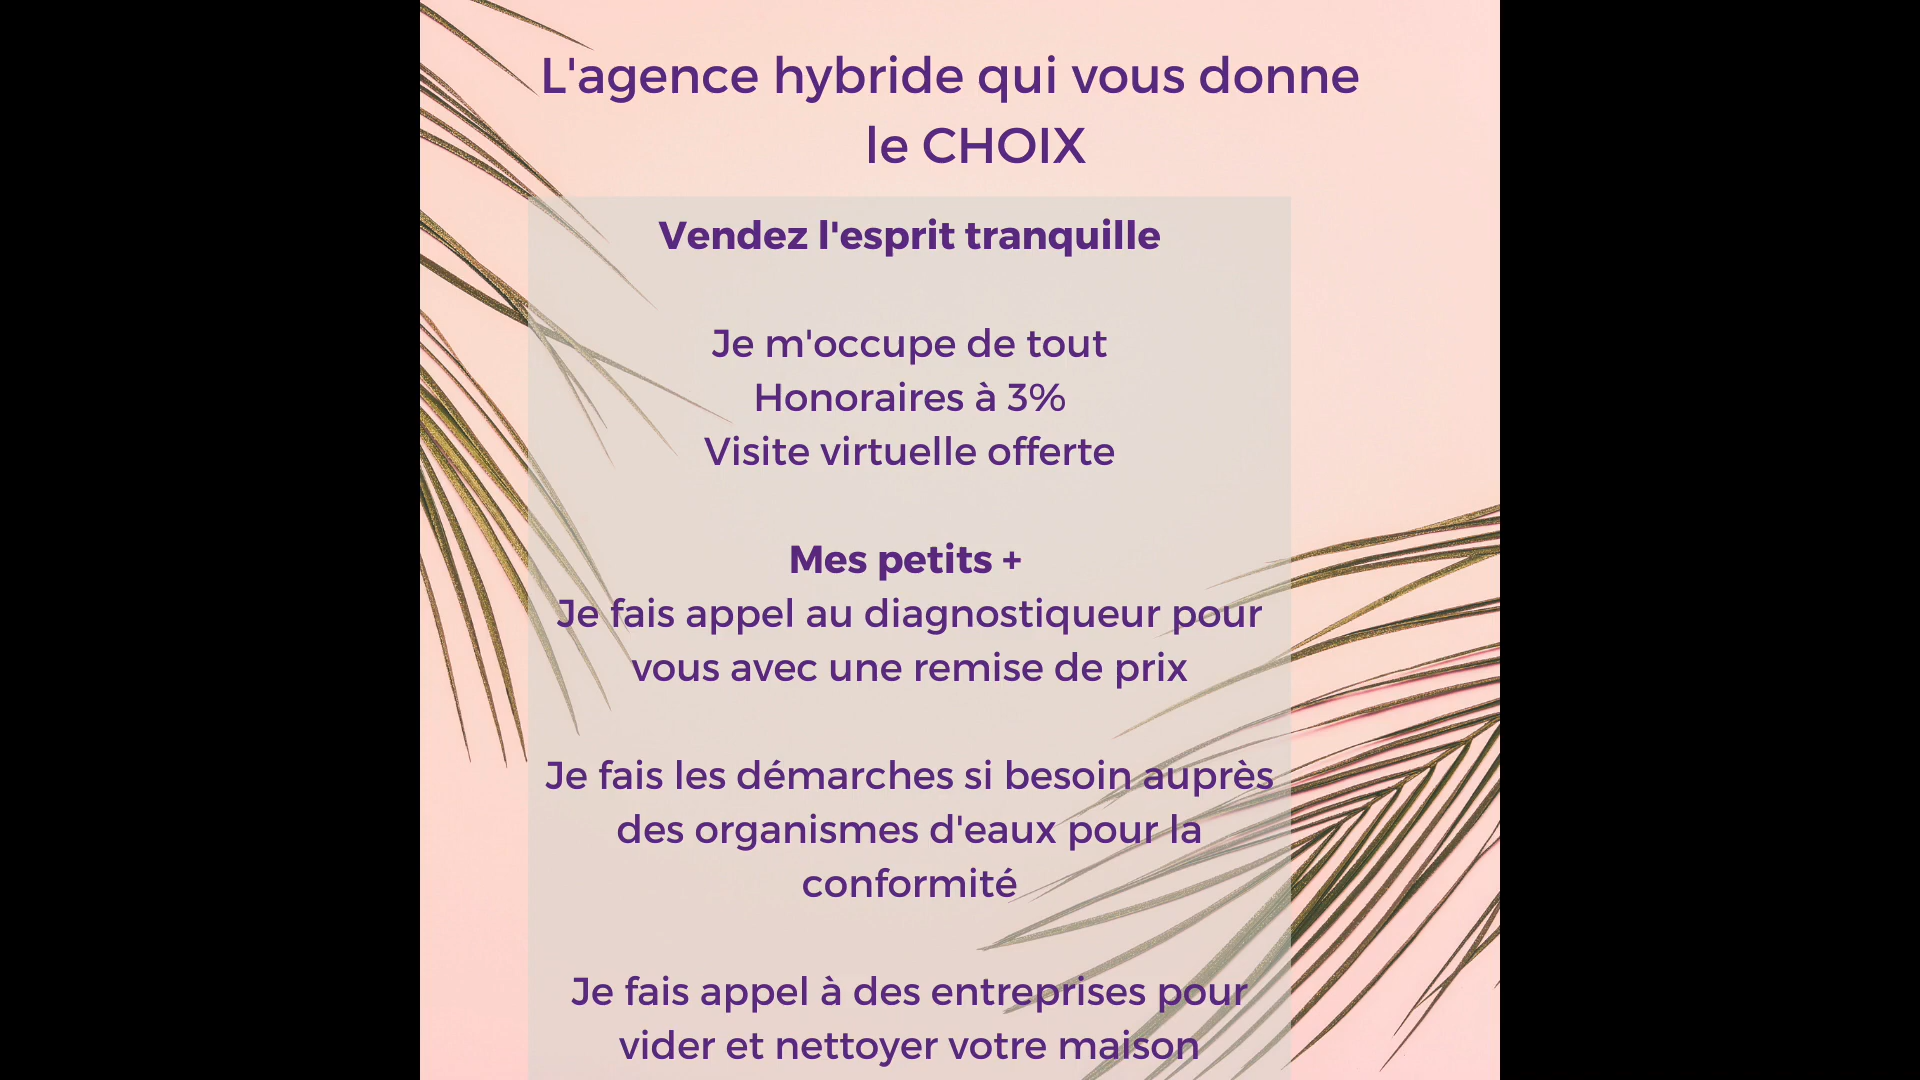 L'agence hybride qui vous donne
le CHOIX
Vendez l'esprit tranquille
Je m'occupe de tout
Honoraires à 3%
Visite virtuelle offerte
Mes petits +
Je fais appel au diagnostiqueur pour
vous avec une remise de prix
Je fais les démarches si besoin auprès
des organismes d'eaux pour la
conformité
Je fais appel à des entreprises pour
vider et nettoyer votre maison